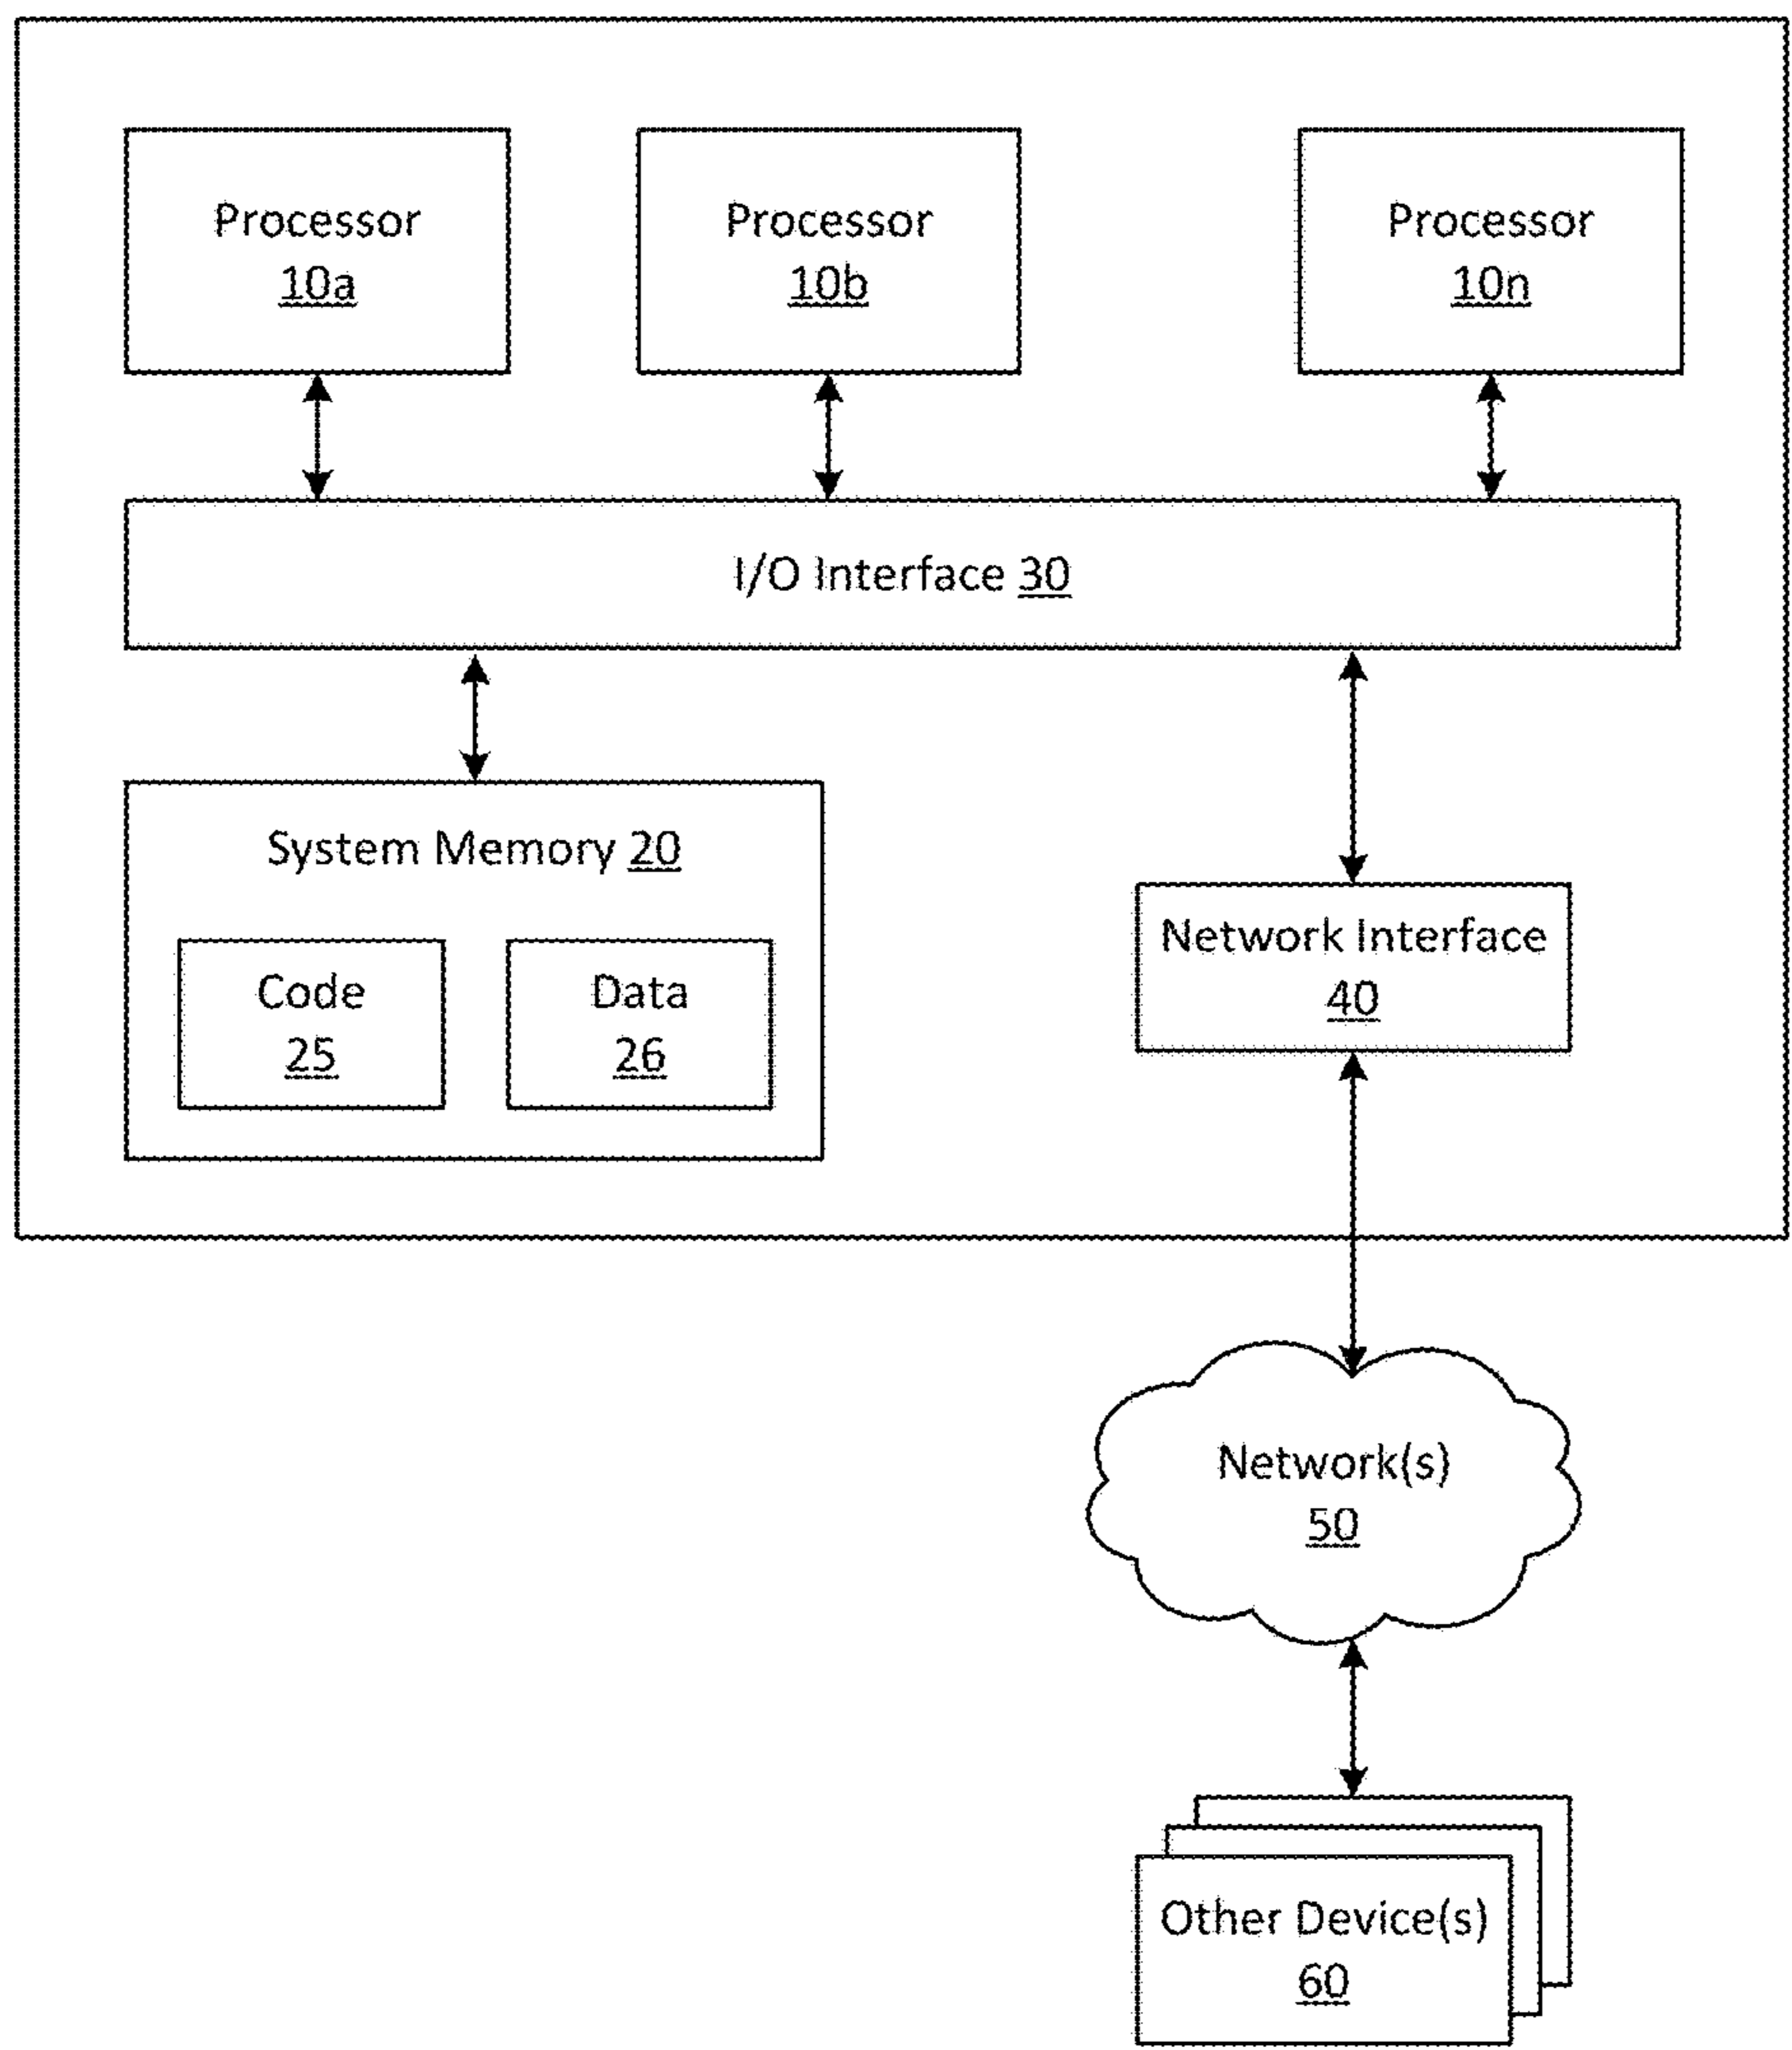 Processor
10a
Processor
10b
Processor
10n
I/O Interface 30
System Memory 20
Code
25
Data
26
Network Interface
40
Network(s)
50
Other Device(s)
60